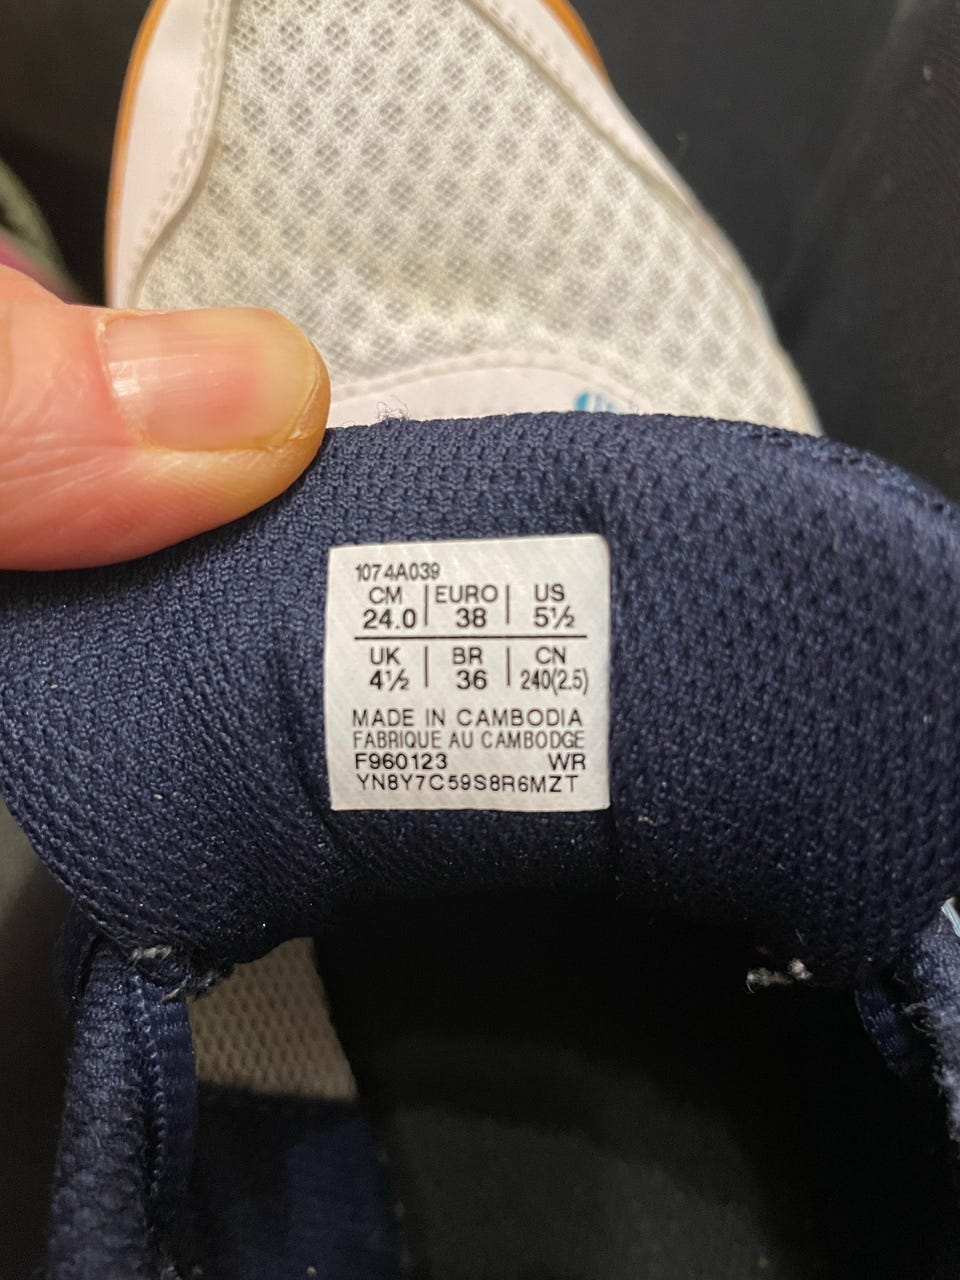 1074A039
CM | EURO | US
24.0 | 38 | 5½
UK | BR | CN
4½ | 36 | 240(2.5)
MADE IN CAMBODIA
FABRIQUE AU CAMBODGE
F960123 WR
YN8Y7C59S8R6MZT